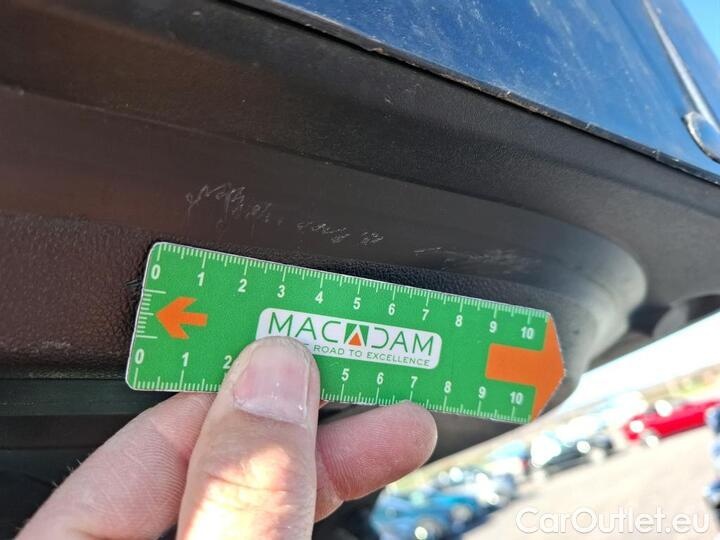 0 1 2 3 4 5 6 7 8 9 10
MACADAM
ROAD TO EXCELLENCE
0 1 2 5 6 7 8 9 10
CarOutlet.eu